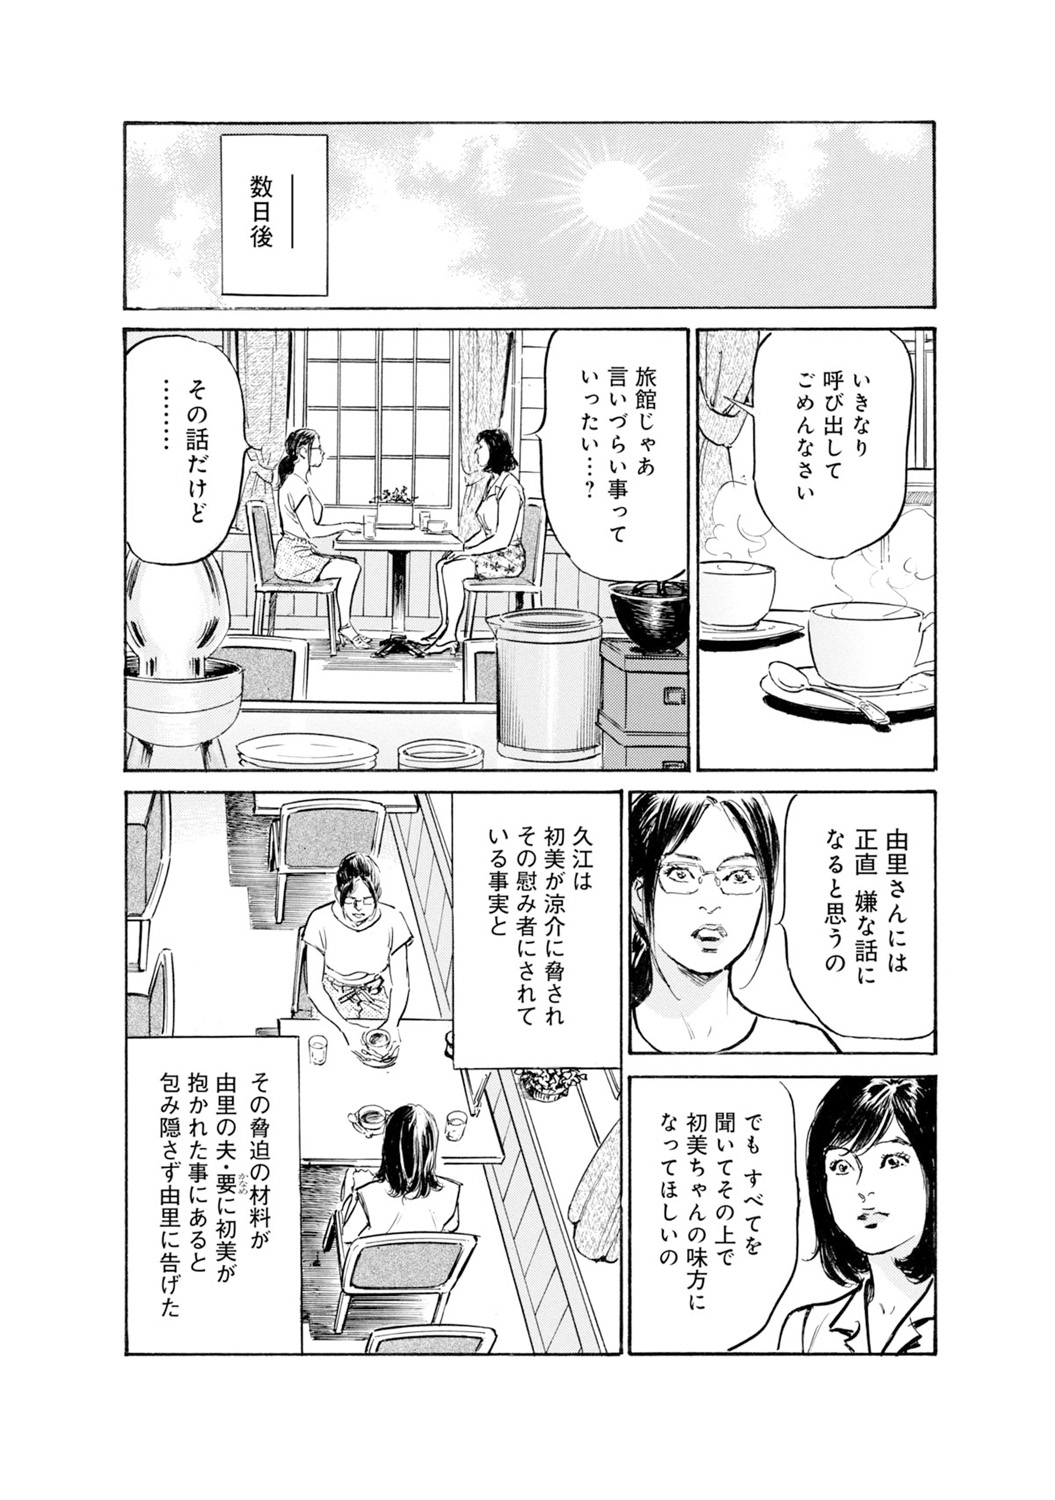 ――
数日後
いきなり
呼び出して
ごめんなさい
旅館じゃあ
言いづらい事って
いったい…?
その話だけど
………
由里さんには
正直 嫌な話に
なると思うの
でも すべてを
聞いてその上で
初美ちゃんの味方に
なってほしいの
久江は
初美が涼介に脅され
その慰み者にされて
いる事実と
その脅迫の材料が
由里の夫・要に初美が
かなめ
抱かれた事にあると
包み隠さず由里に告げた